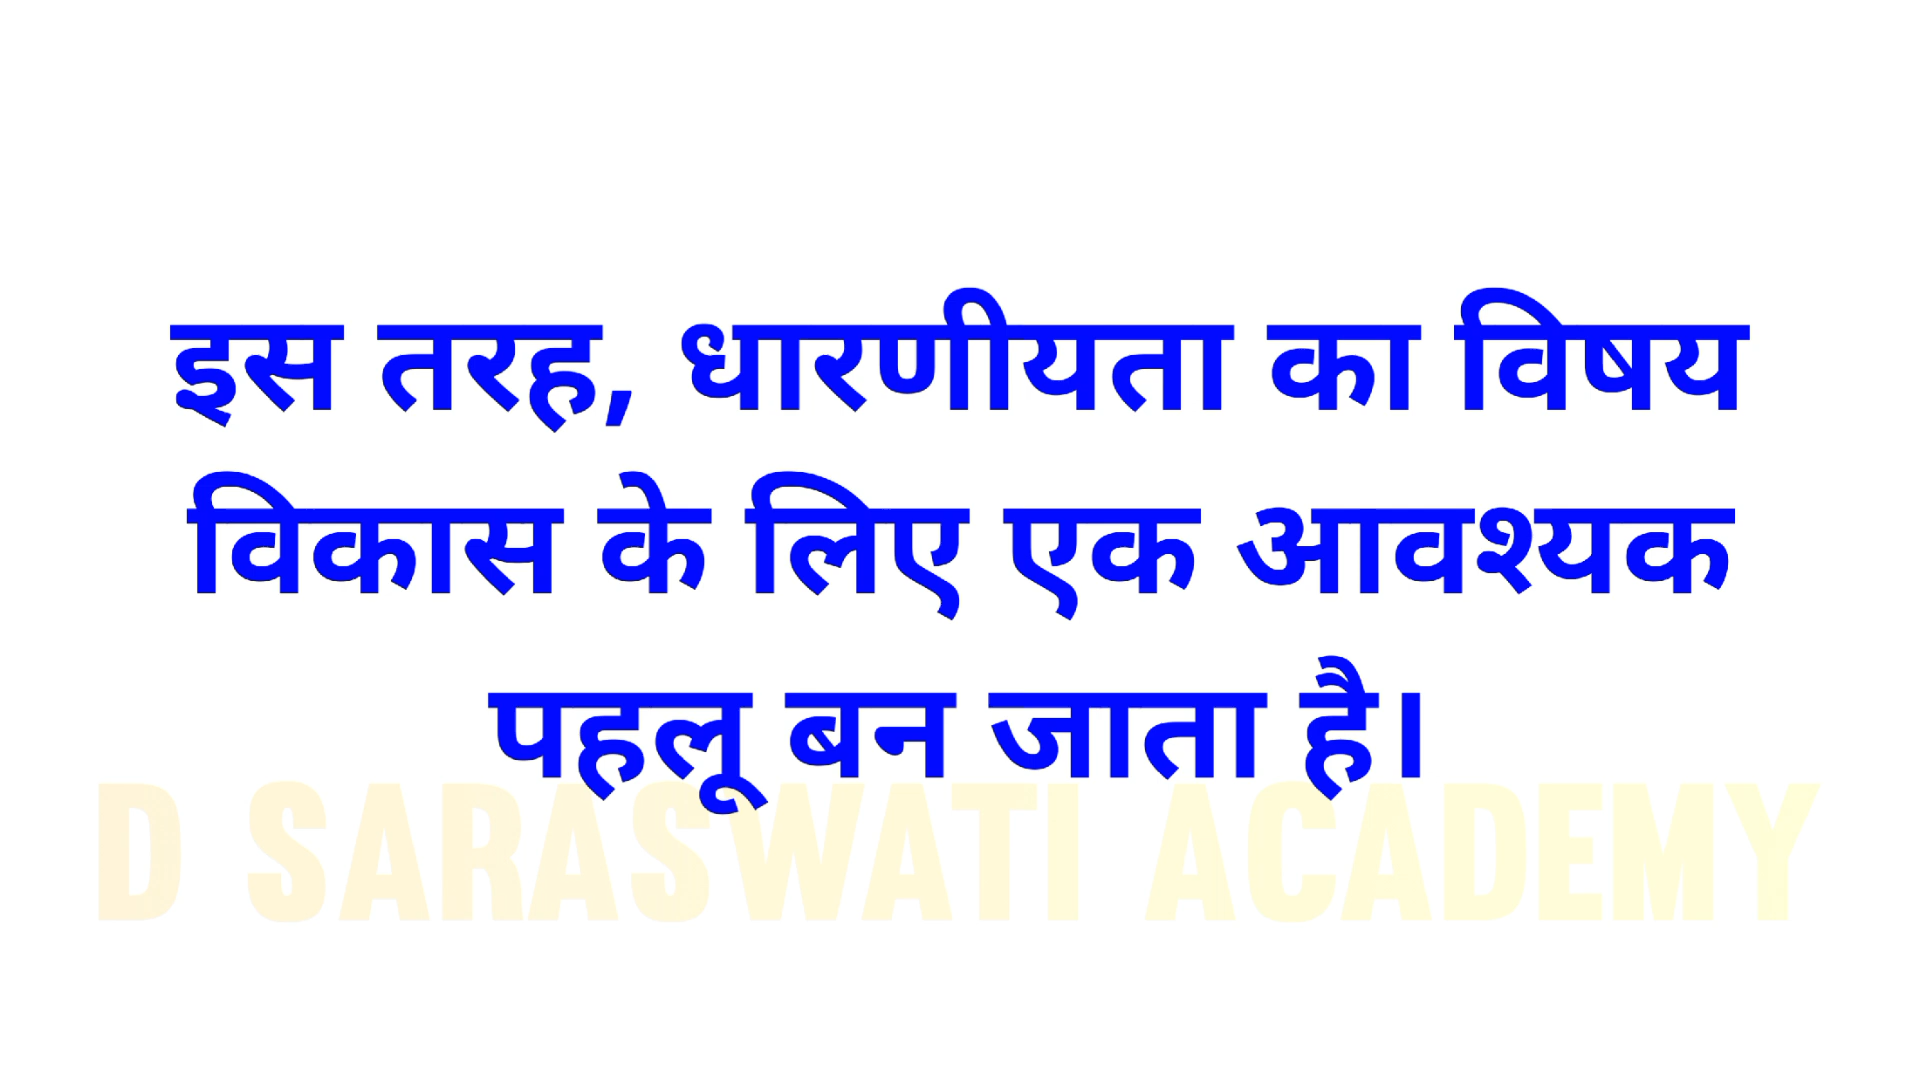 इस तरह, धारणीयता का विषय
विकास के लिए एक आवश्यक
पहलू बन जाता है।
D SARASWATI ACADEMY